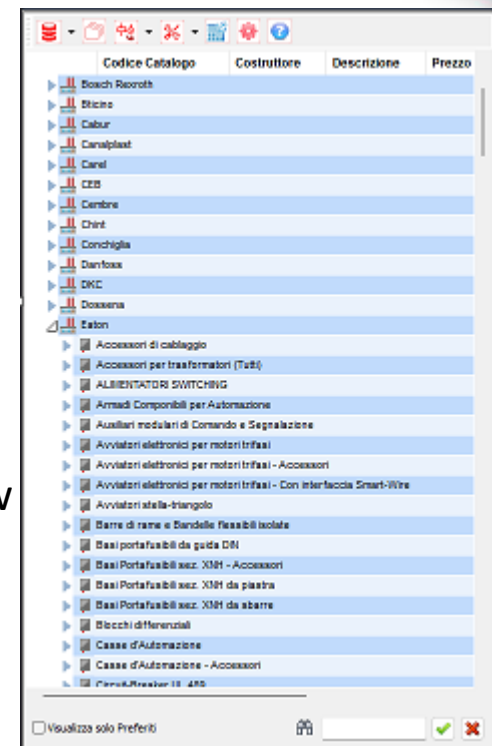 Codice Catalogo Costruttore Descrizione Prezzo
Bosch Rexroth
Bticino
Cabur
Canalplast
Carel
CEB
Cembre
Chint
Conchiglia
Danfoss
DKC
Dossena
Eaton
Accessori di cablaggio
Accessori per trasformatori (Tutti)
ALIMENTATORI SWITCHING
Armadi Componibili per Automazione
Ausiliari modulari di Comando e Segnalazione
Avviatori elettronici per motori trifasi
Avviatori elettronici per motori trifasi - Accessori
Avviatori elettronici per motori trifasi - Con interfaccia Smart-Wire
Avviatori stella-triangolo
Barre di rame e Bandelle flessibili isolate
Basi portafusibili da guida DIN
Basi Portafusibili sez. XNH - Accessori
Basi Portafusibili sez. XNH da piastra
Basi Portafusibili sez. XNH da sbarre
Blocchi differenziali
Casse d'Automazione
Casse d'Automazione - Accessori
Circuit-Breaker UL 489
Visualizza solo Preferiti